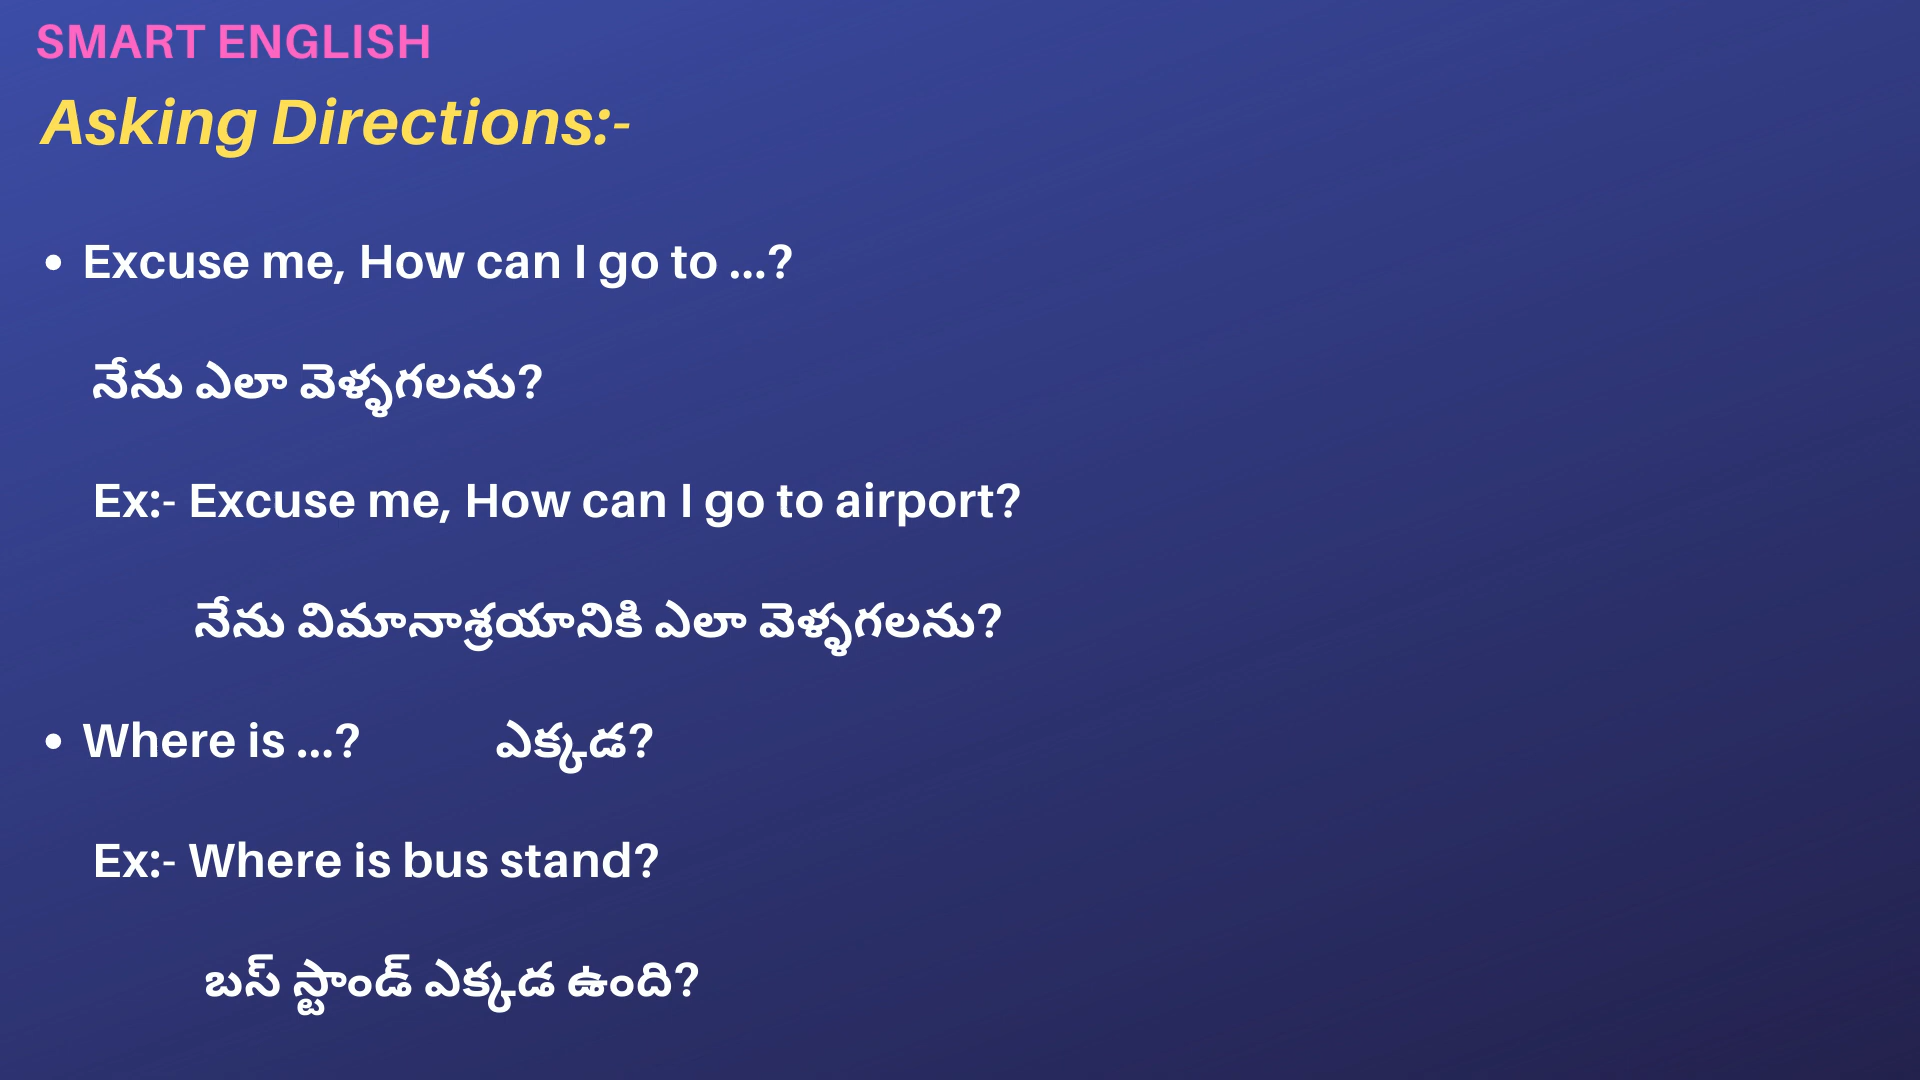 SMART ENGLISH
Asking Directions:-
• Excuse me, How can I go to ...?
నేను ఎలా వెళ్ళగలను?
Ex:- Excuse me, How can I go to airport?
నేను విమానాశ్రయానికి ఎలా వెళ్ళగలను?
• Where is ...? ఎక్కడ?
Ex:- Where is bus stand?
బస్ స్టాండ్ ఎక్కడ ఉంది?